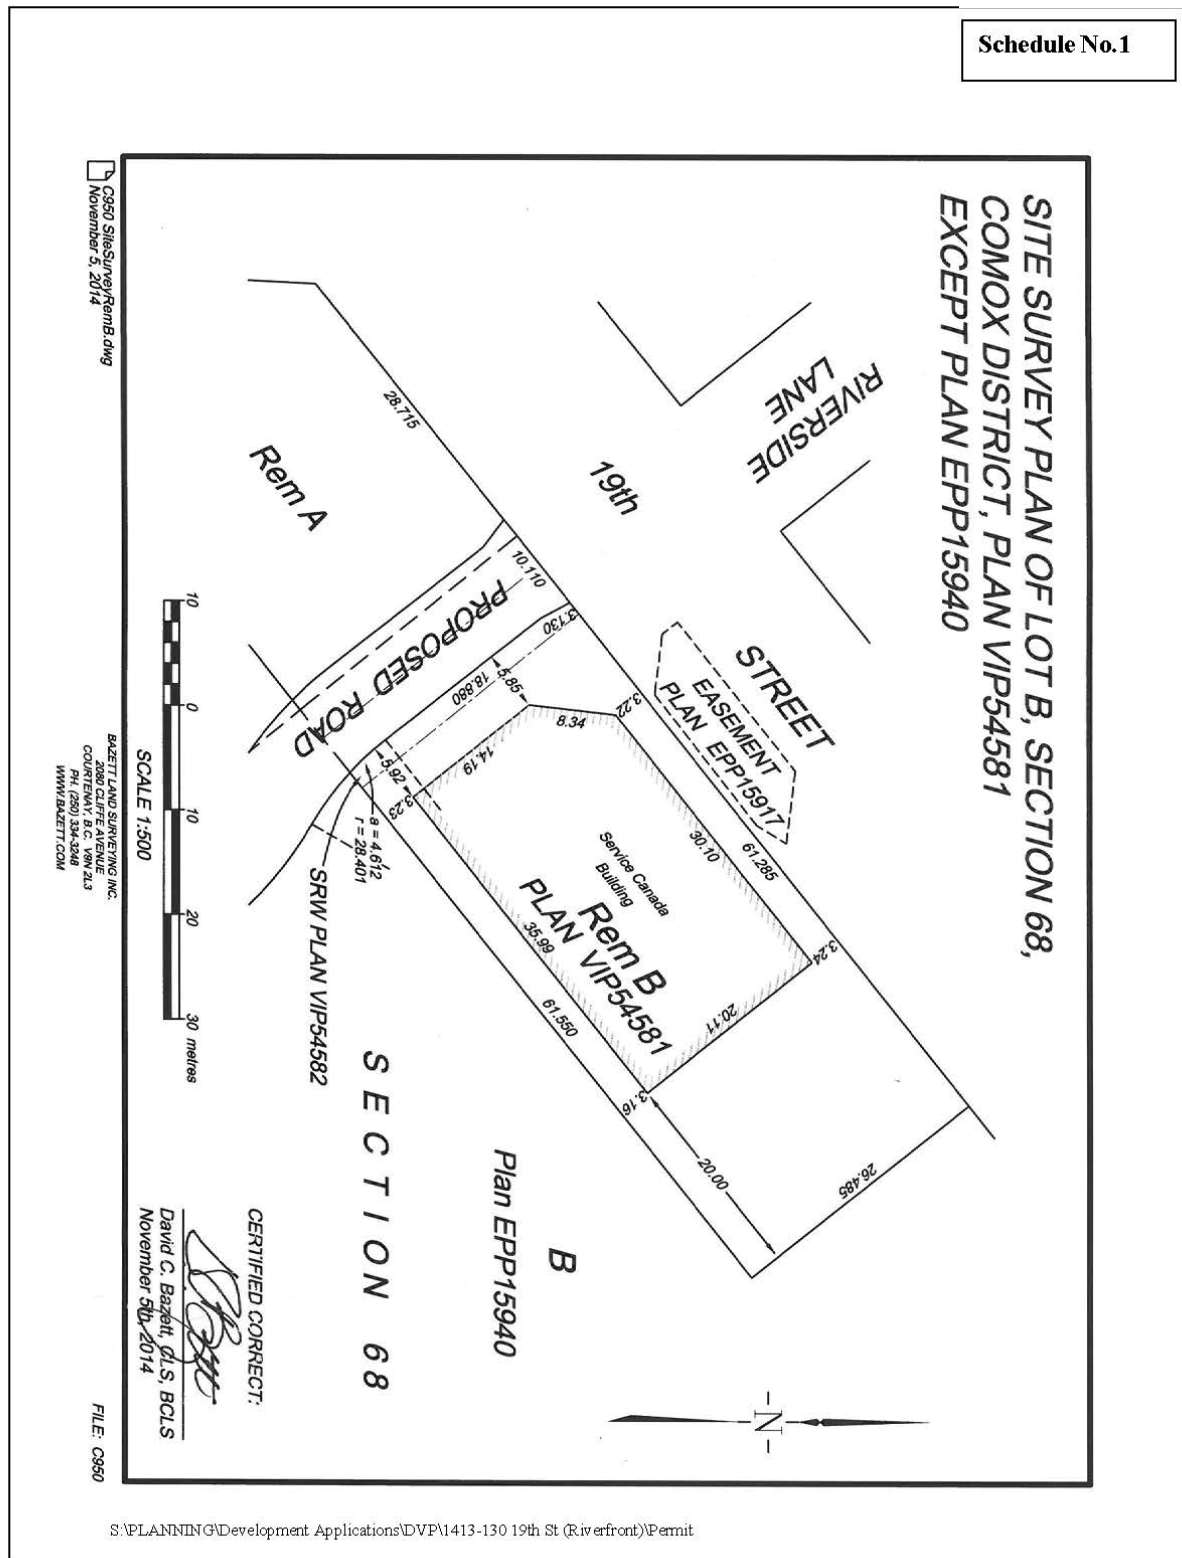 Schedule No.1
SITE SURVEY PLAN OF LOT B, SECTION 68,
COMOX DISTRICT, PLAN VIP54581
EXCEPT PLAN EPP15940
RIVERSIDE
LANE
19th
STREET
EASEMENT
PLAN EPP15917
28.715
Rem A
10.110
PROPOSED ROAD
3.130
18.880
5.85
3.22
8.34
14.19
5.92
3.23
a = 4.612
r = 28.401
61.285
30.10
Service Canada
Building
Rem B
PLAN VIP54581
35.99
61.550
3.24
20.11
3.16
20.00
26.485
SRW PLAN VIP54582
SECTION 68
B
Plan EPP15940
N
10 0 10 20 30 metres
SCALE 1:500
BAZETT LAND SURVEYING INC.
2080 CLIFFE AVENUE
COURTENAY, B.C. V9N 2L3
PH. (250) 334-3248
WWW.BAZETT.COM
CERTIFIED CORRECT:
David C. Bazett, CLS, BCLS
November 5th, 2014
C950 SiteSurveyRemB.dwg
November 5, 2014
FILE: C950
S:\PLANNING\Development Applications\DVP\1413-130 19th St (Riverfront)\Permit